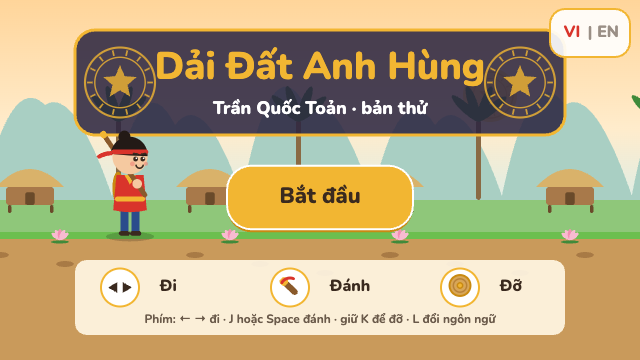 Dải Đất Anh Hùng
VI | EN
Trần Quốc Toản · bản thử
Bắt đầu
Đi
Đánh
Đỡ
Phím: ← → đi · J hoặc Space đánh · giữ K để đỡ · L đổi ngôn ngữ